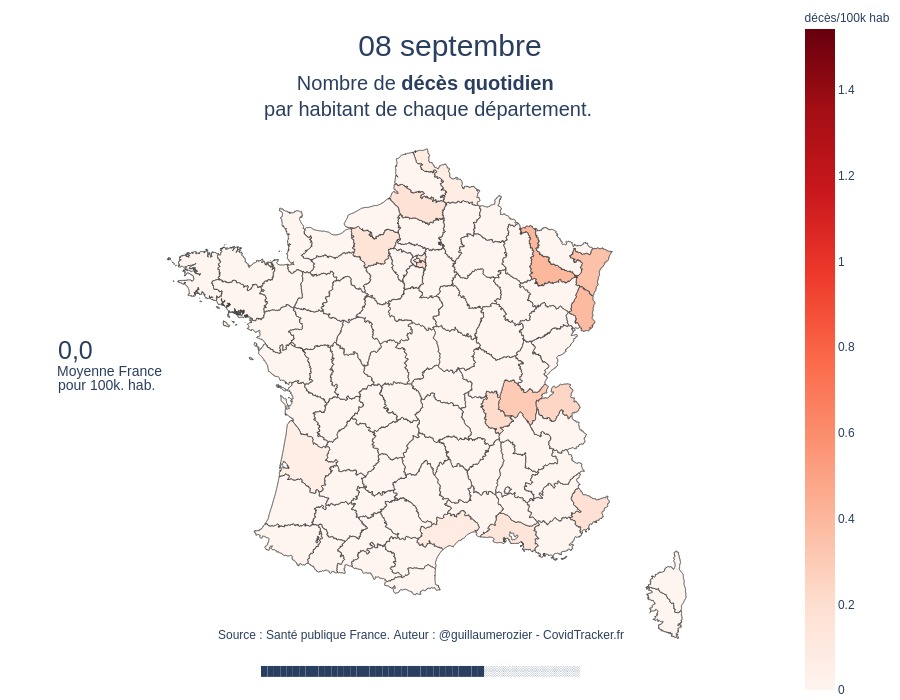 décès/100k hab
08 septembre
Nombre de décès quotidien
par habitant de chaque département.
1.4
1.2
1
0.8
0.6
0.4
0.2
0
0,0
Moyenne France
pour 100k. hab.
Source : Santé publique France. Auteur : @guillaumerozier - CovidTracker.fr